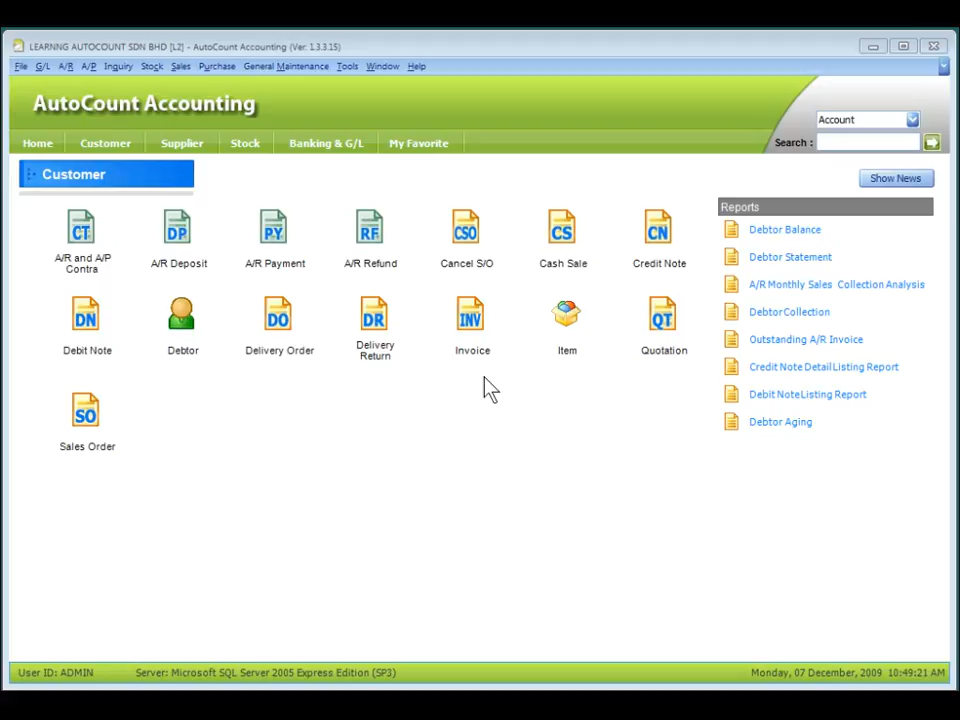 LEARNNG AUTOCOUNT SDN BHD [L2] - AutoCount Accounting (Ver: 1.3.3.15)
File G/L A/R A/P Inquiry Stock Sales Purchase General Maintenance Tools Window Help
AutoCount Accounting
Account
Home Customer Supplier Stock Banking & G/L My Favorite
Search :
Customer
Show News
CT DP PY RF CSO CS CN
A/R and A/P Contra
A/R Deposit
A/R Payment
A/R Refund
Cancel S/O
Cash Sale
Credit Note
DN DO DR INV QT
Debit Note
Debtor
Delivery Order
Delivery Return
Invoice
Item
Quotation
SO
Sales Order
Reports
Debtor Balance
Debtor Statement
A/R Monthly Sales Collection Analysis
Debtor Collection
Outstanding A/R Invoice
Credit Note Detail Listing Report
Debit Note Listing Report
Debtor Aging
User ID: ADMIN Server: Microsoft SQL Server 2005 Express Edition (SP3) Monday, 07 December, 2009 10:49:21 AM